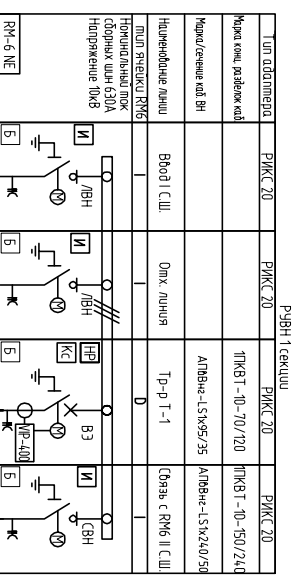 РУВН 1 секции
Тип адаптера
РИКС 20
РИКС 20
РИКС 20
РИКС 20
Марка конц. разделок каб.
1ПКВТ-10-70/120
1ПКВТ-10-150/240
Марка/сечение каб. ВН
АПвВнг-LS1x95/35
АПвВнг-LS1x240/50
Наименование линии
Ввод I С.Ш.
Отх. линия
Тр-р Т-1
Связь с RM6 II С.Ш.
тип ячейки RM6
I
I
D
I
Номинальный ток
сборных шин 630А
Напряжение 10кВ
RM-6 NE
И
ЛВН
М
Б
И
ЛВН
М
Б
НР
Кс
ВЭ
М
VIP-400
Б
И
СВН
М
Б